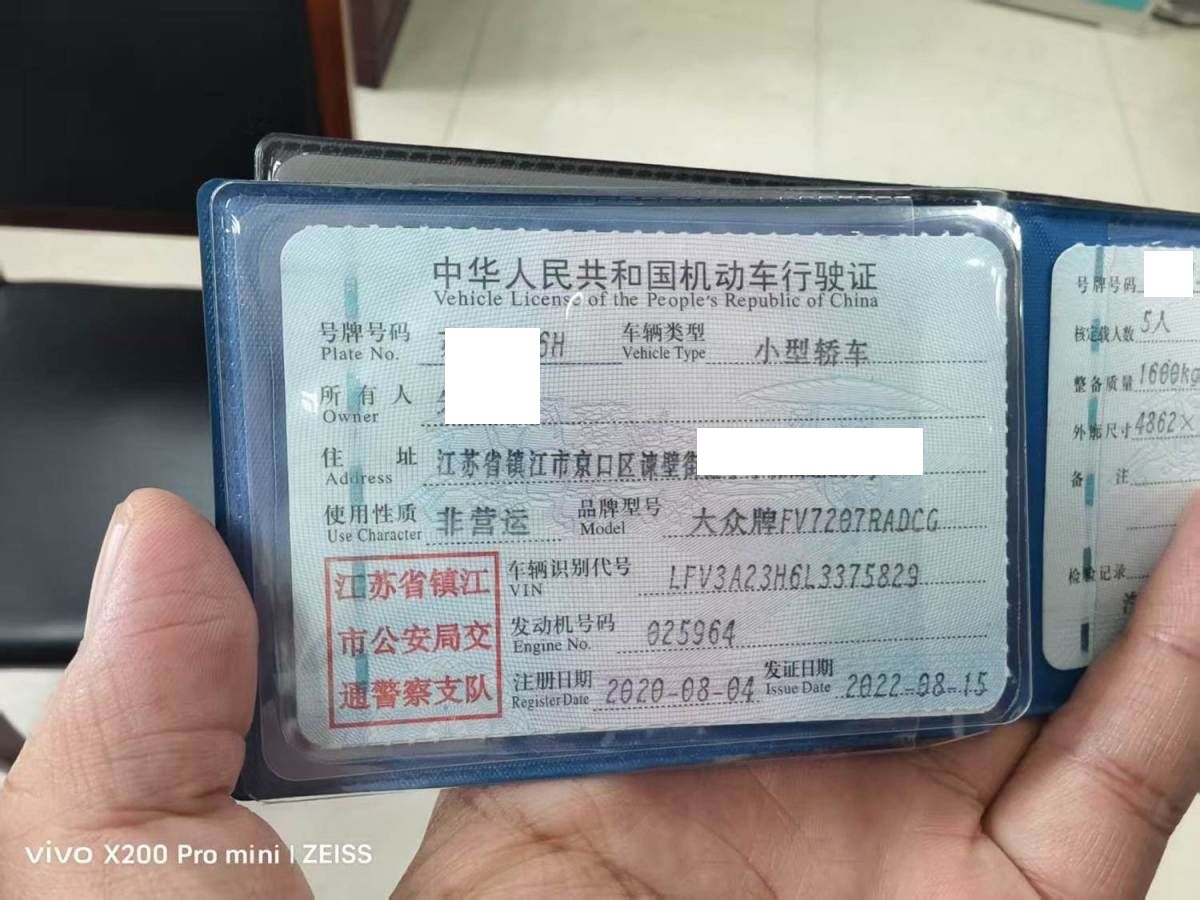 中华人民共和国机动车行驶证
Vehicle License of the People's Republic of China
号牌号码 6H 车辆类型 小型轿车
Plate No. Vehicle Type
所有人
Owner
住址 江苏省镇江市京口区谏壁街
Address
使用性质 非营运 品牌型号 大众牌FV7207RADCG
Use Character Model
江苏省镇江
市公安局交
通警察支队
车辆识别代号 LFV3A23H6L3375829
VIN
发动机号码 025964
Engine No.
注册日期 2020-08-04 发证日期 2022-08-15
Register Date Issue Date
号牌号码
核定载人数 5人
整备质量 1600kg
外廓尺寸 4862×
备注
检验记录
vivo X200 Pro mini | ZEISS